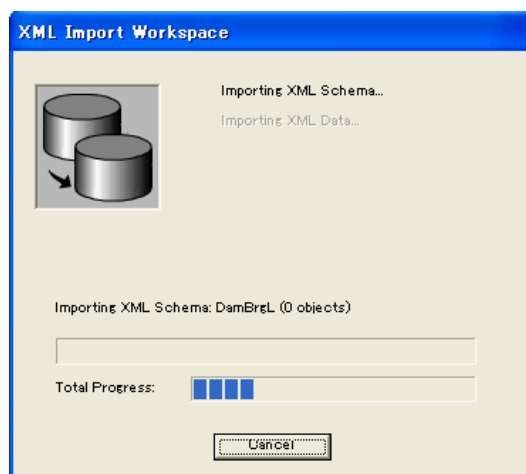 XML Import Workspace
Importing XML Schema...
Importing XML Data...
Importing XML Schema: DamBrgL (0 objects)
Total Progress:
Cancel